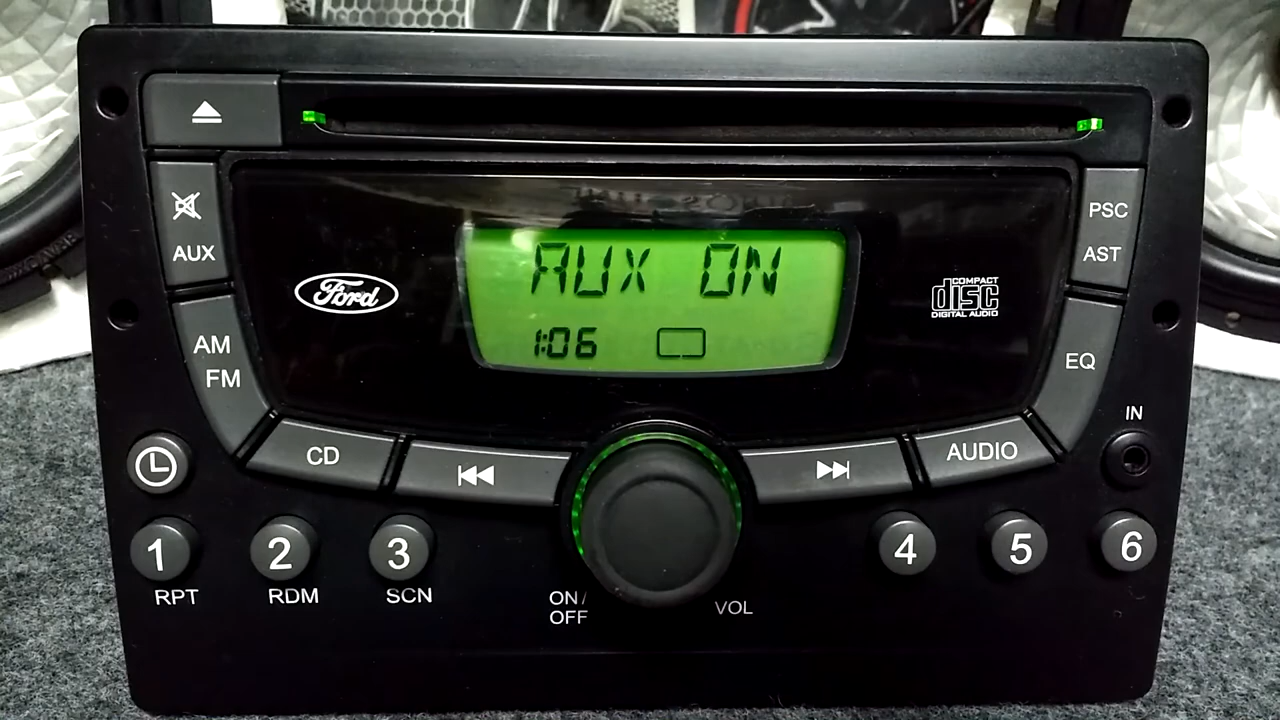 AUX ON
1:06
Ford
COMPACT
disc
DIGITAL AUDIO
AUX
AM
FM
PSC
AST
EQ
IN
CD
AUDIO
1
RPT
2
RDM
3
SCN
4
5
6
ON/
OFF
VOL